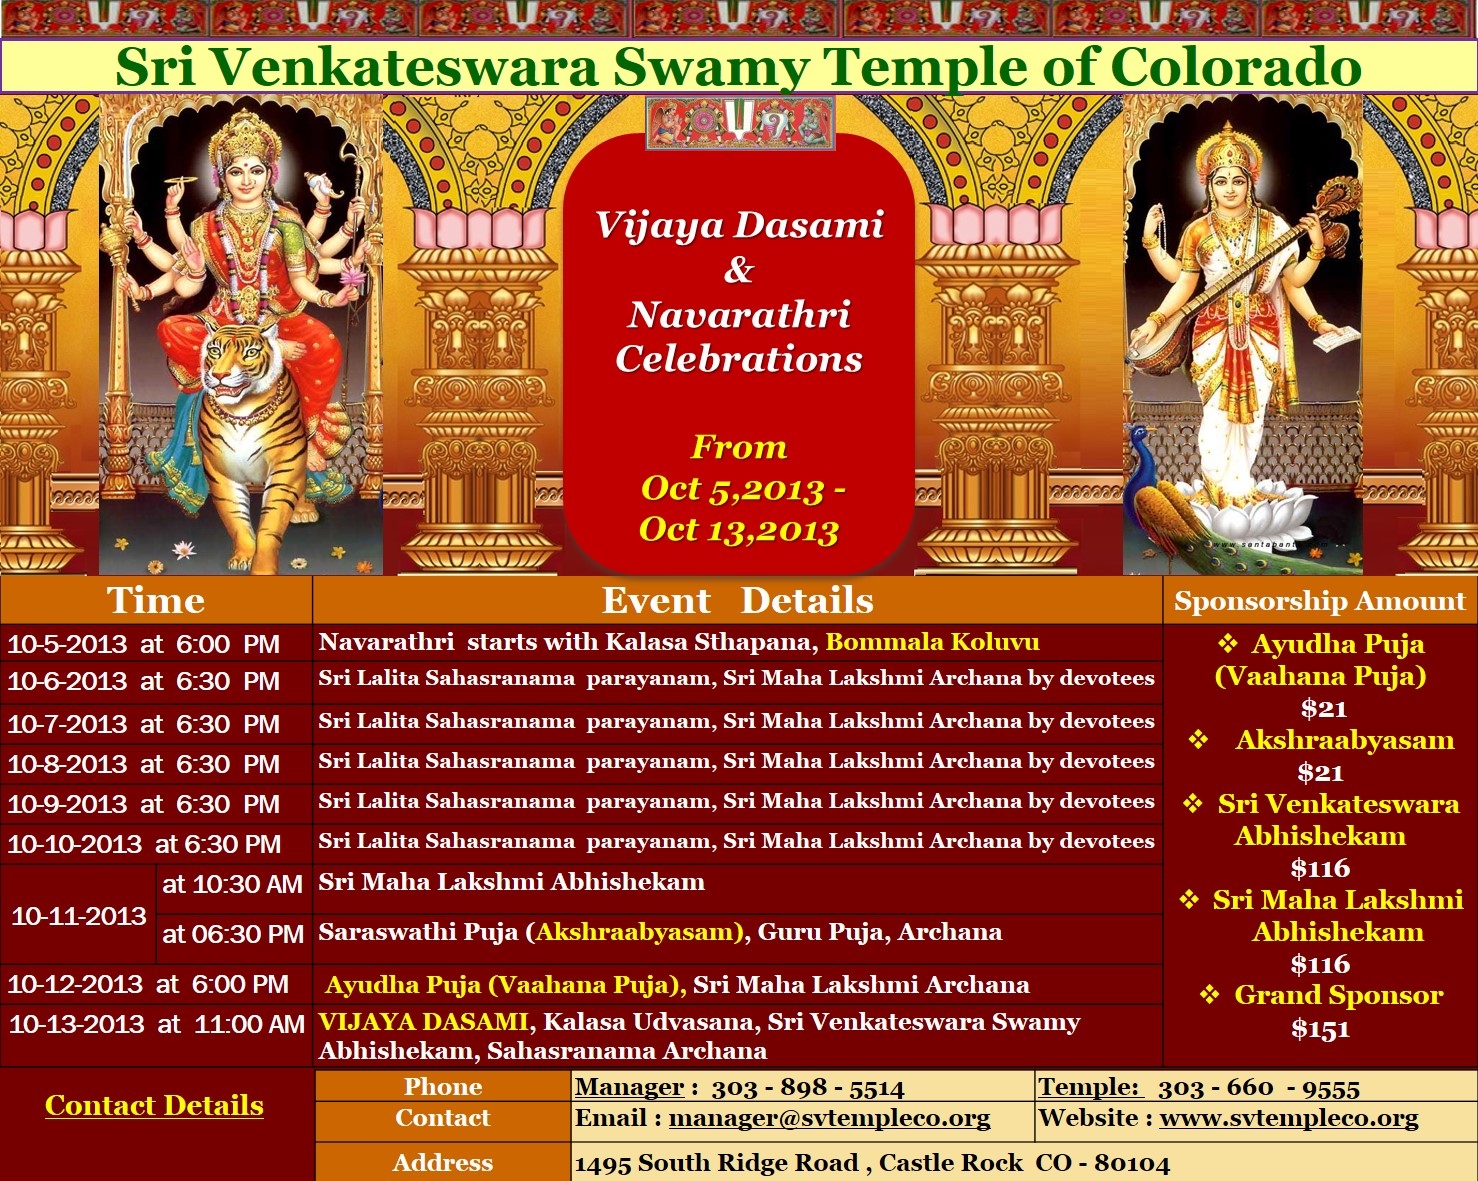 Sri Venkateswara Swamy Temple of Colorado
Vijaya Dasami
&
Navarathri
Celebrations
From
Oct 5,2013 -
Oct 13,2013
Time Event Details Sponsorship Amount
10-5-2013 at 6:00 PM Navarathri starts with Kalasa Sthapana, Bommala Koluvu
10-6-2013 at 6:30 PM Sri Lalita Sahasranama parayanam, Sri Maha Lakshmi Archana by devotees
10-7-2013 at 6:30 PM Sri Lalita Sahasranama parayanam, Sri Maha Lakshmi Archana by devotees
10-8-2013 at 6:30 PM Sri Lalita Sahasranama parayanam, Sri Maha Lakshmi Archana by devotees
10-9-2013 at 6:30 PM Sri Lalita Sahasranama parayanam, Sri Maha Lakshmi Archana by devotees
10-10-2013 at 6:30 PM Sri Lalita Sahasranama parayanam, Sri Maha Lakshmi Archana by devotees
10-11-2013
at 10:30 AM Sri Maha Lakshmi Abhishekam
at 06:30 PM Saraswathi Puja (Akshraabyasam), Guru Puja, Archana
10-12-2013 at 6:00 PM Ayudha Puja (Vaahana Puja), Sri Maha Lakshmi Archana
10-13-2013 at 11:00 AM VIJAYA DASAMI, Kalasa Udvasana, Sri Venkateswara Swamy
Abhishekam, Sahasranama Archana
❖ Ayudha Puja
(Vaahana Puja)
$21
❖ Akshraabyasam
$21
❖ Sri Venkateswara
Abhishekam
$116
❖ Sri Maha Lakshmi
Abhishekam
$116
❖ Grand Sponsor
$151
Contact Details
Phone Manager : 303 - 898 - 5514 Temple: 303 - 660 - 9555
Contact Email : manager@svtempleco.org Website : www.svtempleco.org
Address 1495 South Ridge Road , Castle Rock CO - 80104